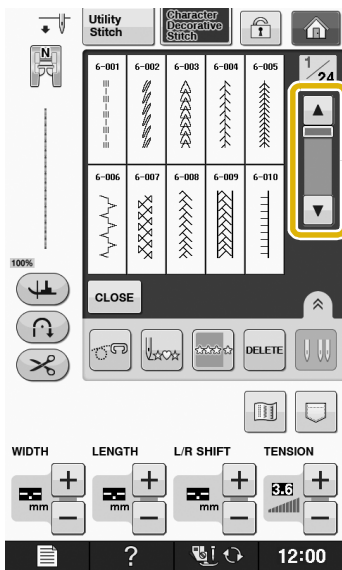 Utility
Stitch
Character
Decorative
Stitch
N
6-001 6-002 6-003 6-004 6-005
1/24
6-006 6-007 6-008 6-009 6-010
100%
CLOSE
DELETE
WIDTH LENGTH L/R SHIFT TENSION
mm mm mm 3.6
? 12:00